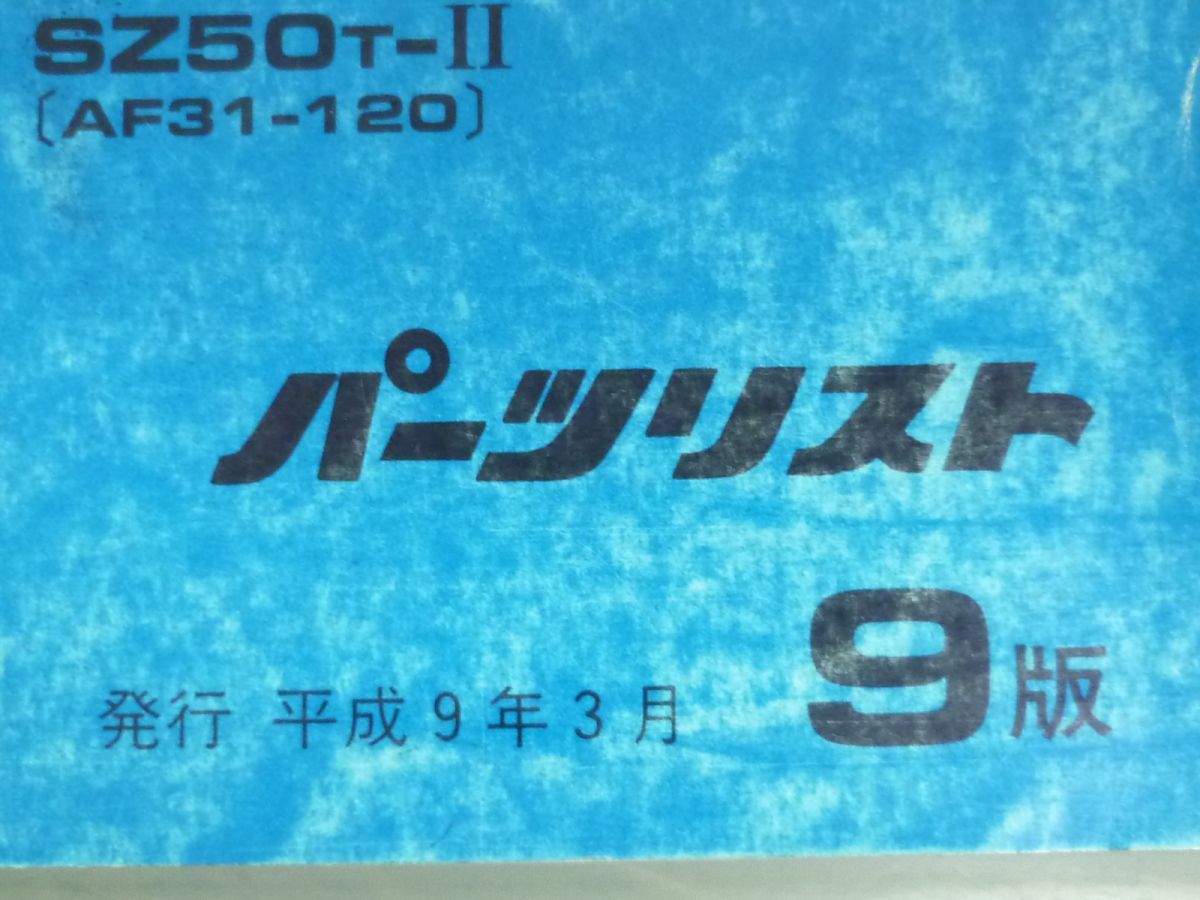 SZ50T-II
〔AF31-120〕
パーツリスト
9版
発行 平成9年3月